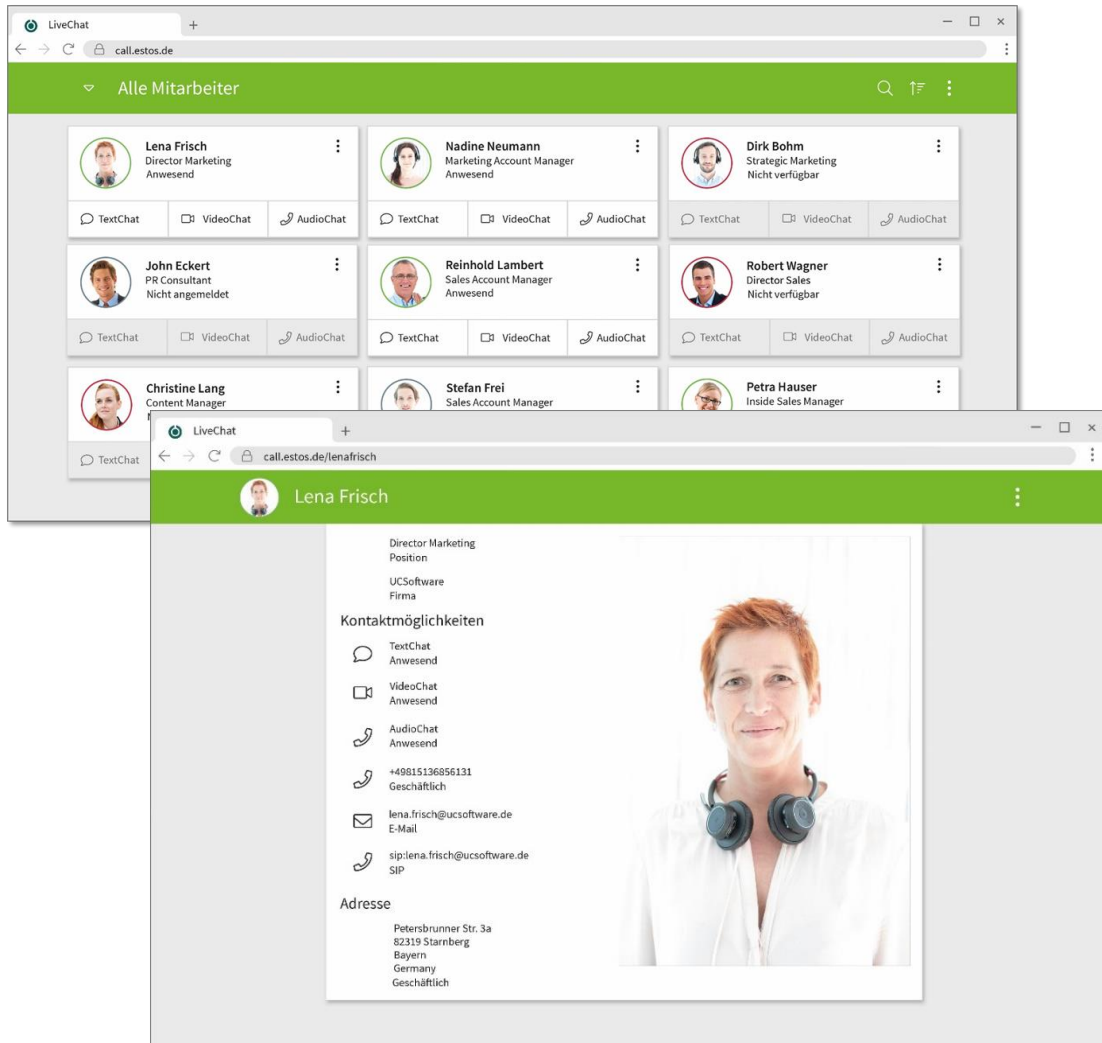 LiveChat
call.estos.de
Alle Mitarbeiter
Lena Frisch
Director Marketing
Anwesend
TextChat VideoChat AudioChat
Nadine Neumann
Marketing Account Manager
Anwesend
TextChat VideoChat AudioChat
Dirk Bohm
Strategic Marketing
Nicht verfügbar
TextChat VideoChat AudioChat
John Eckert
PR Consultant
Nicht angemeldet
TextChat VideoChat AudioChat
Reinhold Lambert
Sales Account Manager
Anwesend
TextChat VideoChat AudioChat
Robert Wagner
Director Sales
Nicht verfügbar
TextChat VideoChat AudioChat
Christine Lang
Content Manager
TextChat
Stefan Frei
Sales Account Manager
Petra Hauser
Inside Sales Manager
LiveChat
call.estos.de/lenafrisch
Lena Frisch
Director Marketing
Position
UCSoftware
Firma
Kontaktmöglichkeiten
TextChat
Anwesend
VideoChat
Anwesend
AudioChat
Anwesend
+49815136856131
Geschäftlich
lena.frisch@ucsoftware.de
E-Mail
sip:lena.frisch@ucsoftware.de
SIP
Adresse
Petersbrunner Str. 3a
82319 Starnberg
Bayern
Germany
Geschäftlich